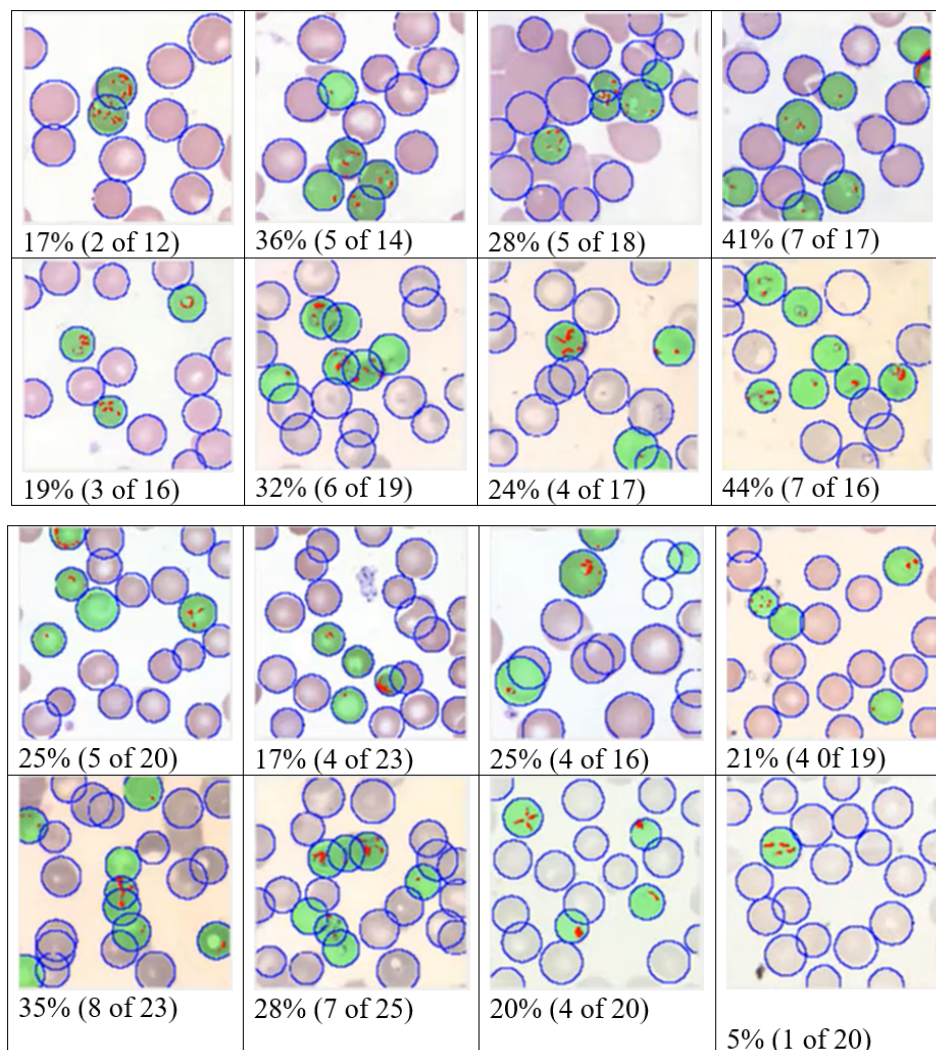 17% (2 of 12)
36% (5 of 14)
28% (5 of 18)
41% (7 of 17)
19% (3 of 16)
32% (6 of 19)
24% (4 of 17)
44% (7 of 16)
25% (5 of 20)
17% (4 of 23)
25% (4 of 16)
21% (4 0f 19)
35% (8 of 23)
28% (7 of 25)
20% (4 of 20)
5% (1 of 20)